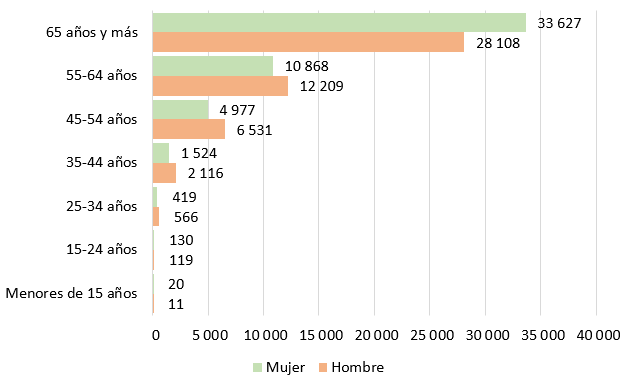 65 años y más
33 627
28 108
55-64 años
10 868
12 209
45-54 años
4 977
6 531
35-44 años
1 524
2 116
25-34 años
419
566
15-24 años
130
119
Menores de 15 años
20
11
0 5 000 10 000 15 000 20 000 25 000 30 000 35 000 40 000
Mujer Hombre